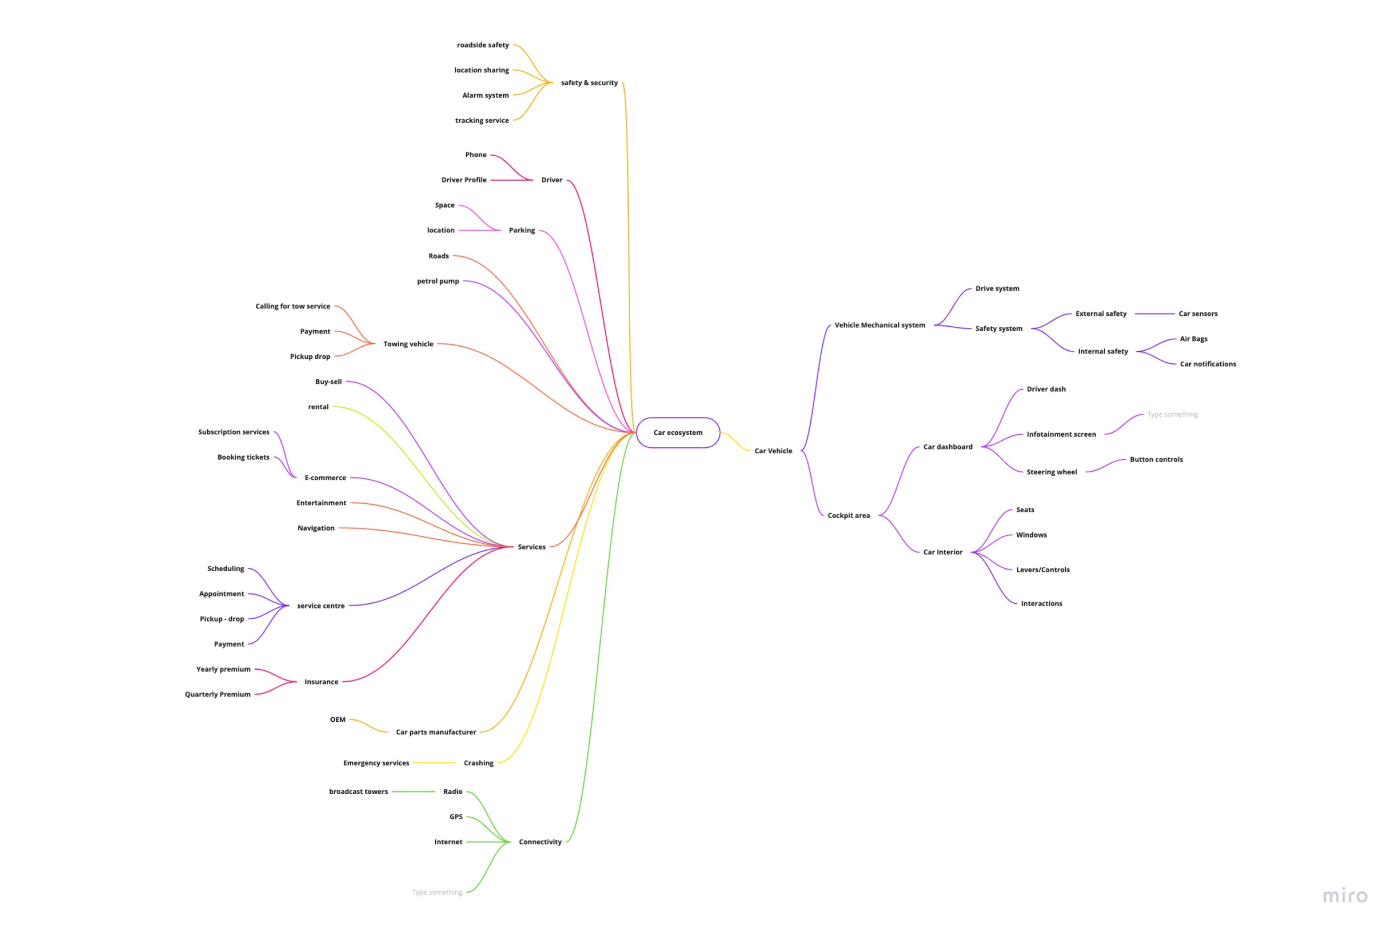 roadside safety
location sharing
safety & security
Alarm system
tracking service
Phone
Driver Profile
Driver
Space
location
Parking
Roads
petrol pump
Calling for tow service
Payment
Towing vehicle
Pickup drop
Buy-sell
rental
Subscription services
Booking tickets
E-commerce
Entertainment
Navigation
Services
Scheduling
Appointment
service centre
Pickup - drop
Payment
Yearly premium
Insurance
Quarterly Premium
OEM
Car parts manufacturer
Emergency services
Crashing
broadcast towers
Radio
GPS
Internet
Connectivity
Type something
Car ecosystem
Car Vehicle
Vehicle Mechanical system
Drive system
Safety system
External safety
Car sensors
Internal safety
Air Bags
Car notifications
Cockpit area
Car dashboard
Driver dash
Infotainment screen
Type something
Steering wheel
Button controls
Car Interior
Seats
Windows
Levers/Controls
Interactions
miro